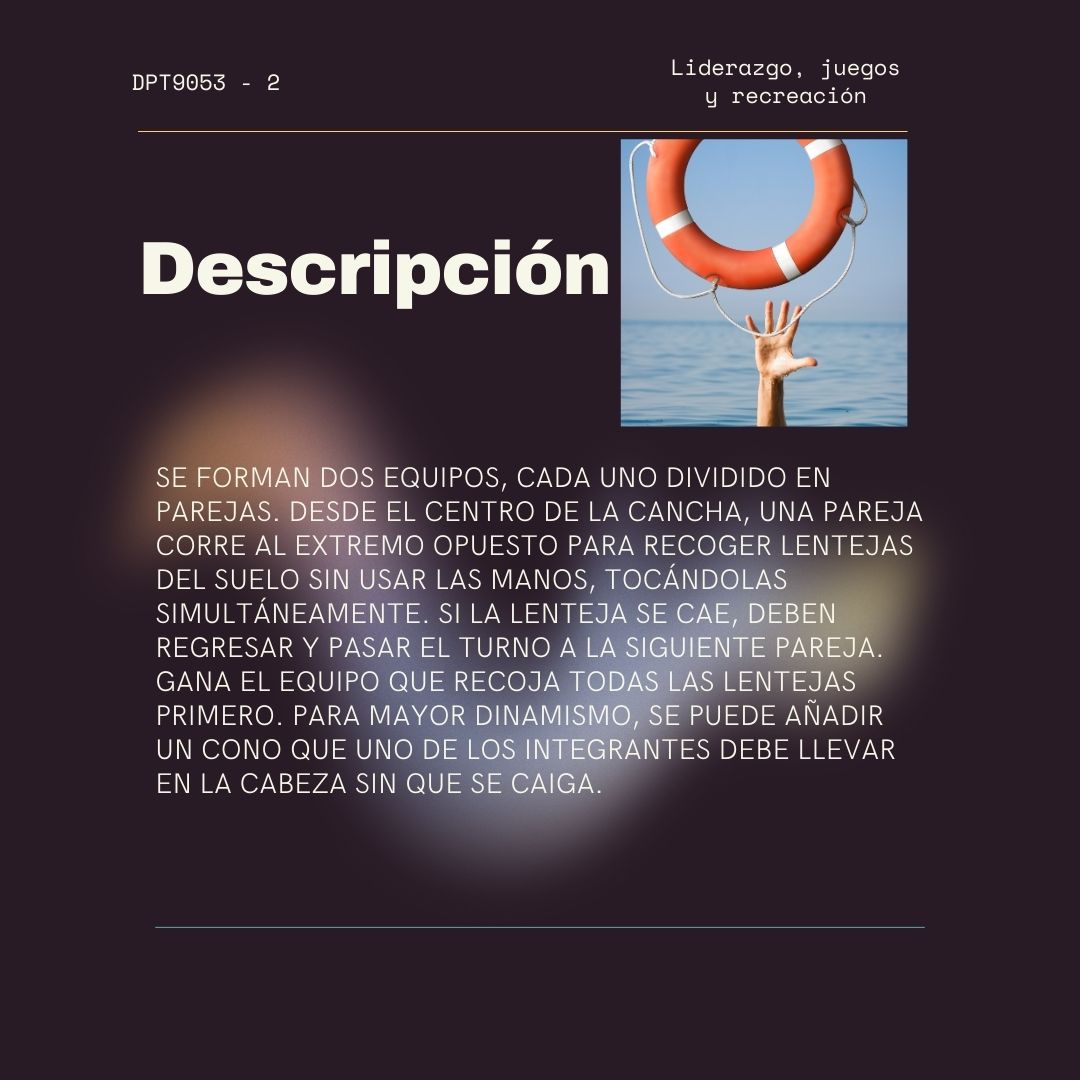 DPT9053 - 2
Liderazgo, juegos
y recreación
Descripción
SE FORMAN DOS EQUIPOS, CADA UNO DIVIDIDO EN
PAREJAS. DESDE EL CENTRO DE LA CANCHA, UNA PAREJA
CORRE AL EXTREMO OPUESTO PARA RECOGER LENTEJAS
DEL SUELO SIN USAR LAS MANOS, TOCÁNDOLAS
SIMULTÁNEAMENTE. SI LA LENTEJA SE CAE, DEBEN
REGRESAR Y PASAR EL TURNO A LA SIGUIENTE PAREJA.
GANA EL EQUIPO QUE RECOJA TODAS LAS LENTEJAS
PRIMERO. PARA MAYOR DINAMISMO, SE PUEDE AÑADIR
UN CONO QUE UNO DE LOS INTEGRANTES DEBE LLEVAR
EN LA CABEZA SIN QUE SE CAIGA.